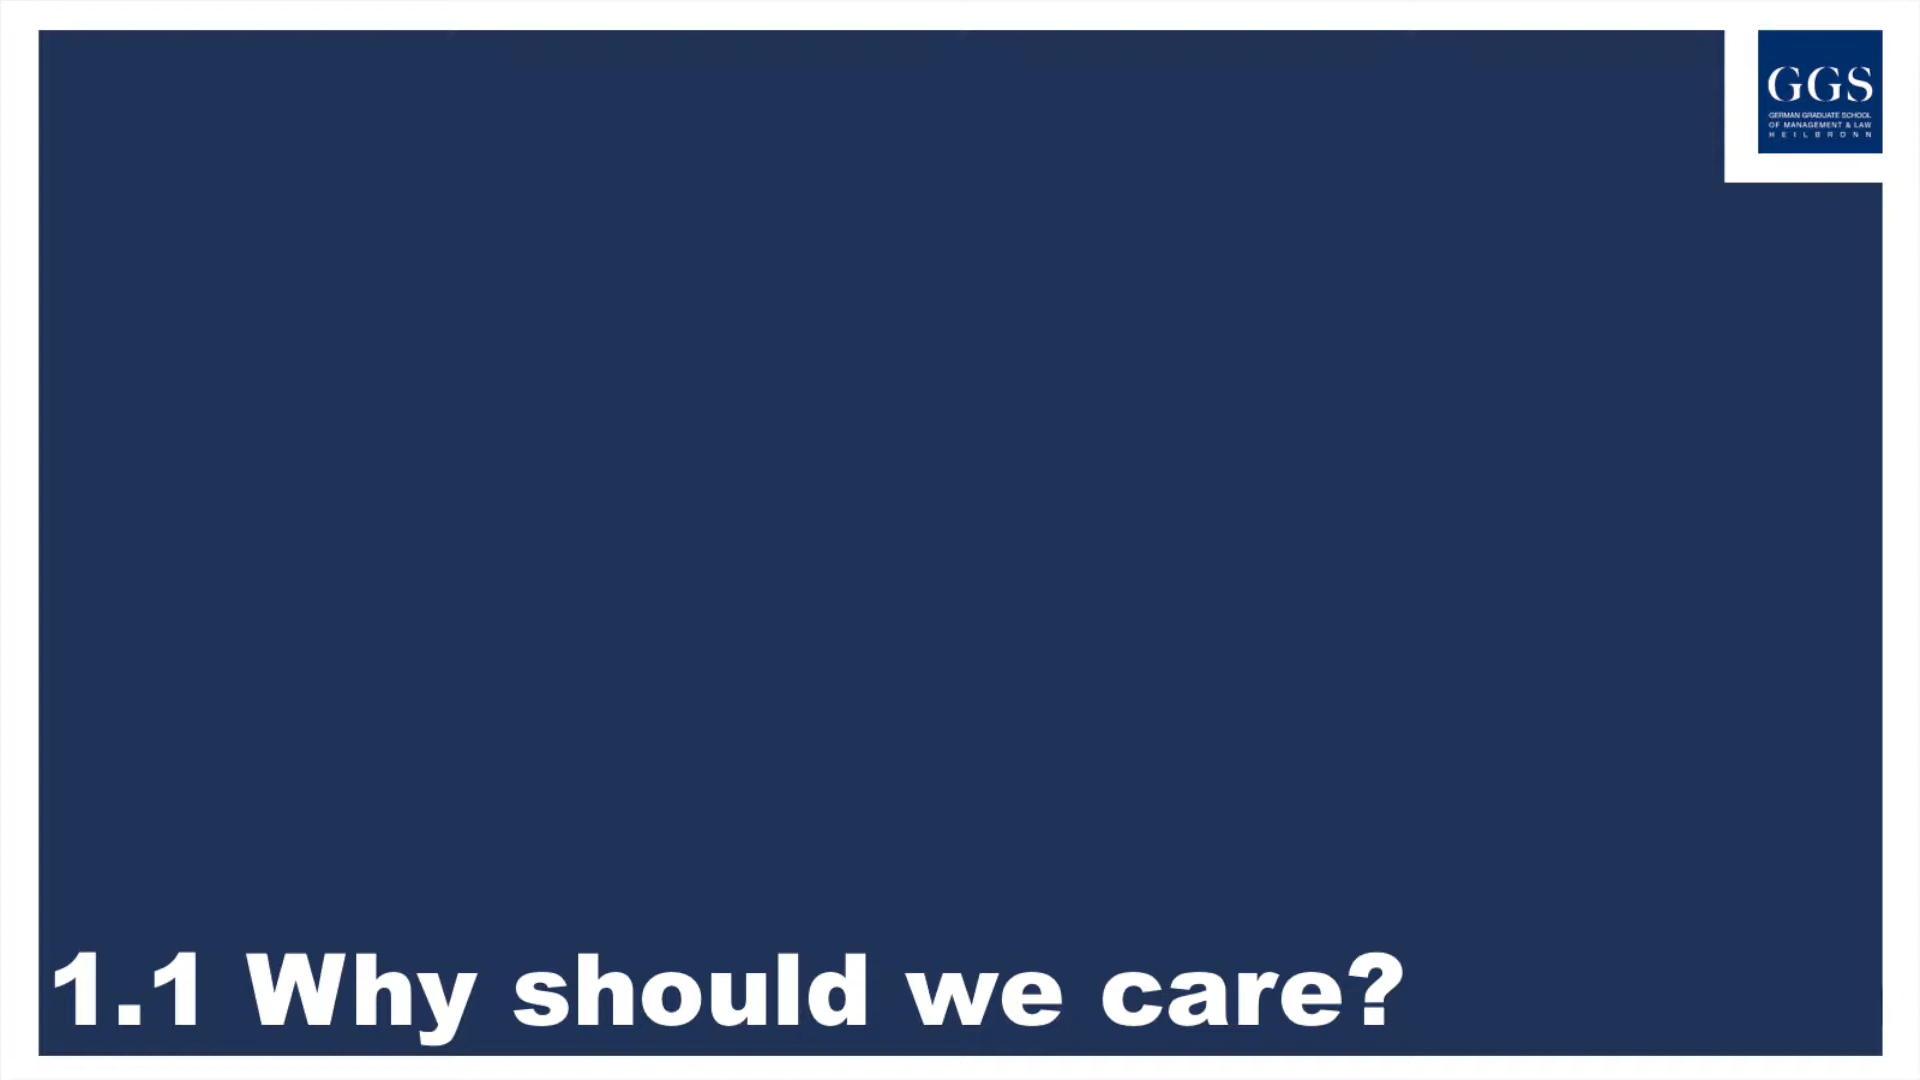 GGS
GERMAN GRADUATE SCHOOL
OF MANAGEMENT & LAW
HEILBRONN
1.1 Why should we care?